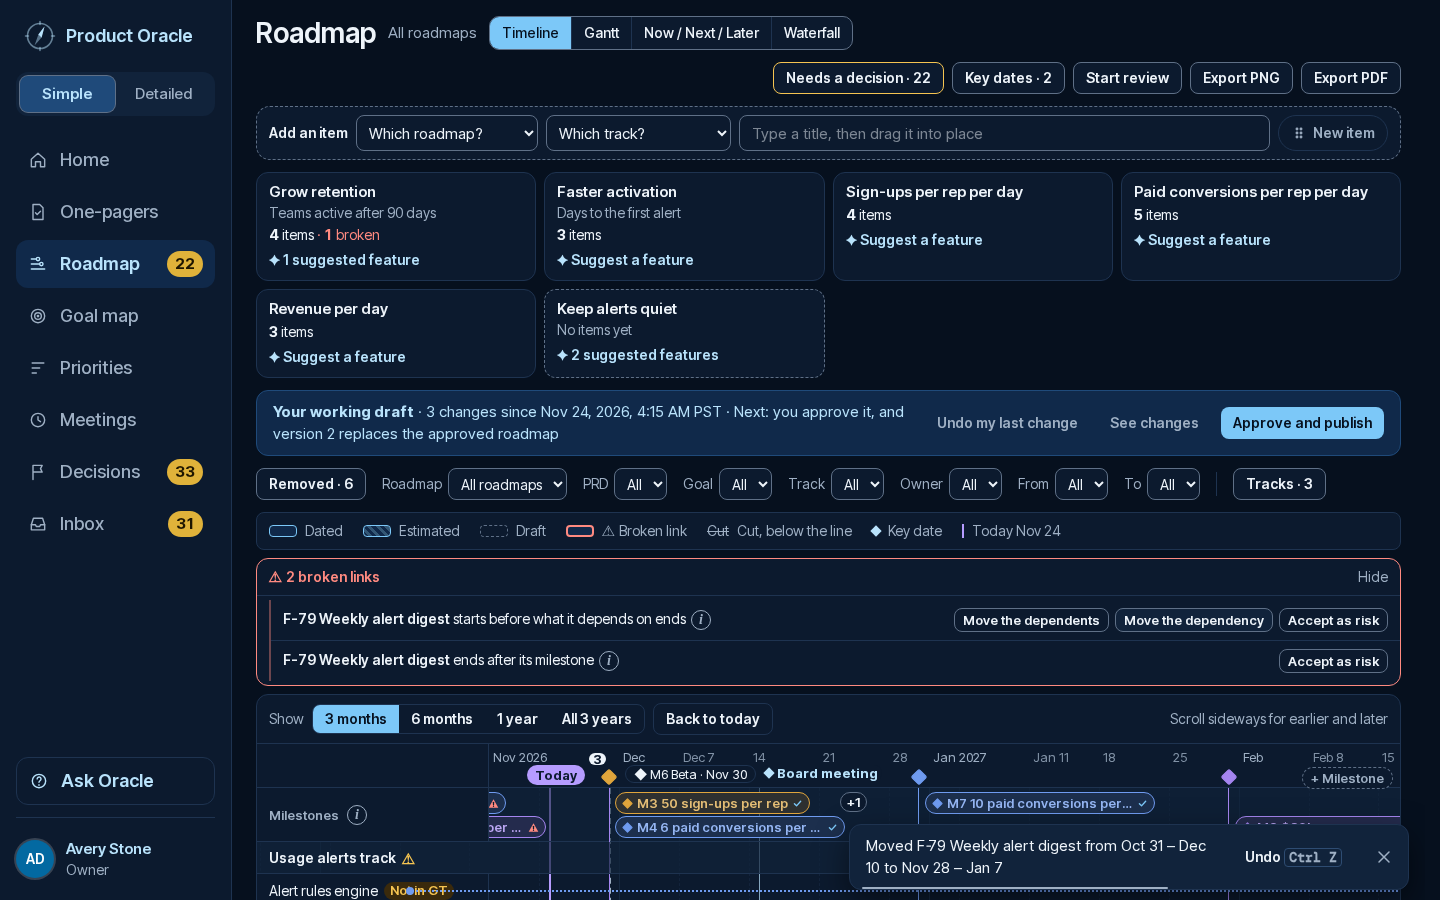 Product Oracle
Simple
Detailed
Home
One-pagers
Roadmap
22
Goal map
Priorities
Meetings
Decisions
33
Inbox
31
Ask Oracle
AD
Avery Stone
Owner
Roadmap
All roadmaps
Timeline
Gantt
Now / Next / Later
Waterfall
Needs a decision · 22
Key dates · 2
Start review
Export PNG
Export PDF
Add an item
Which roadmap?
Which track?
Type a title, then drag it into place
New item
Grow retention
Teams active after 90 days
4 items · 1 broken
✦ 1 suggested feature
Faster activation
Days to the first alert
3 items
✦ Suggest a feature
Sign-ups per rep per day
4 items
✦ Suggest a feature
Paid conversions per rep per day
5 items
✦ Suggest a feature
Revenue per day
3 items
✦ Suggest a feature
Keep alerts quiet
No items yet
✦ 2 suggested features
Your working draft · 3 changes since Nov 24, 2026, 4:15 AM PST · Next: you approve it, and
version 2 replaces the approved roadmap
Undo my last change
See changes
Approve and publish
Removed · 6
Roadmap
All roadmaps
PRD
All
Goal
All
Track
All
Owner
All
From
All
To
All
Tracks · 3
Dated
Estimated
Draft
⚠ Broken link
Cut
Cut, below the line
Key date
Today Nov 24
⚠ 2 broken links
Hide
F-79 Weekly alert digest starts before what it depends on ends i
Move the dependents
Move the dependency
Accept as risk
F-79 Weekly alert digest ends after its milestone i
Accept as risk
Show
3 months
6 months
1 year
All 3 years
Back to today
Scroll sideways for earlier and later
Nov 2026
3
Dec
Dec 7
14
21
28
Jan 2027
Jan 11
18
25
Feb
Feb 8
15
Today
M6 Beta · Nov 30
Board meeting
+ Milestone
Milestones i
M3 50 sign-ups per rep ✓
+1
M7 10 paid conversions per... ✓
per ... ⚠
M4 6 paid conversions per ... ✓
Usage alerts track ⚠
Alert rules engine
Not in GT
Moved F-79 Weekly alert digest from Oct 31 – Dec
10 to Nov 28 – Jan 7
Undo
Ctrl Z